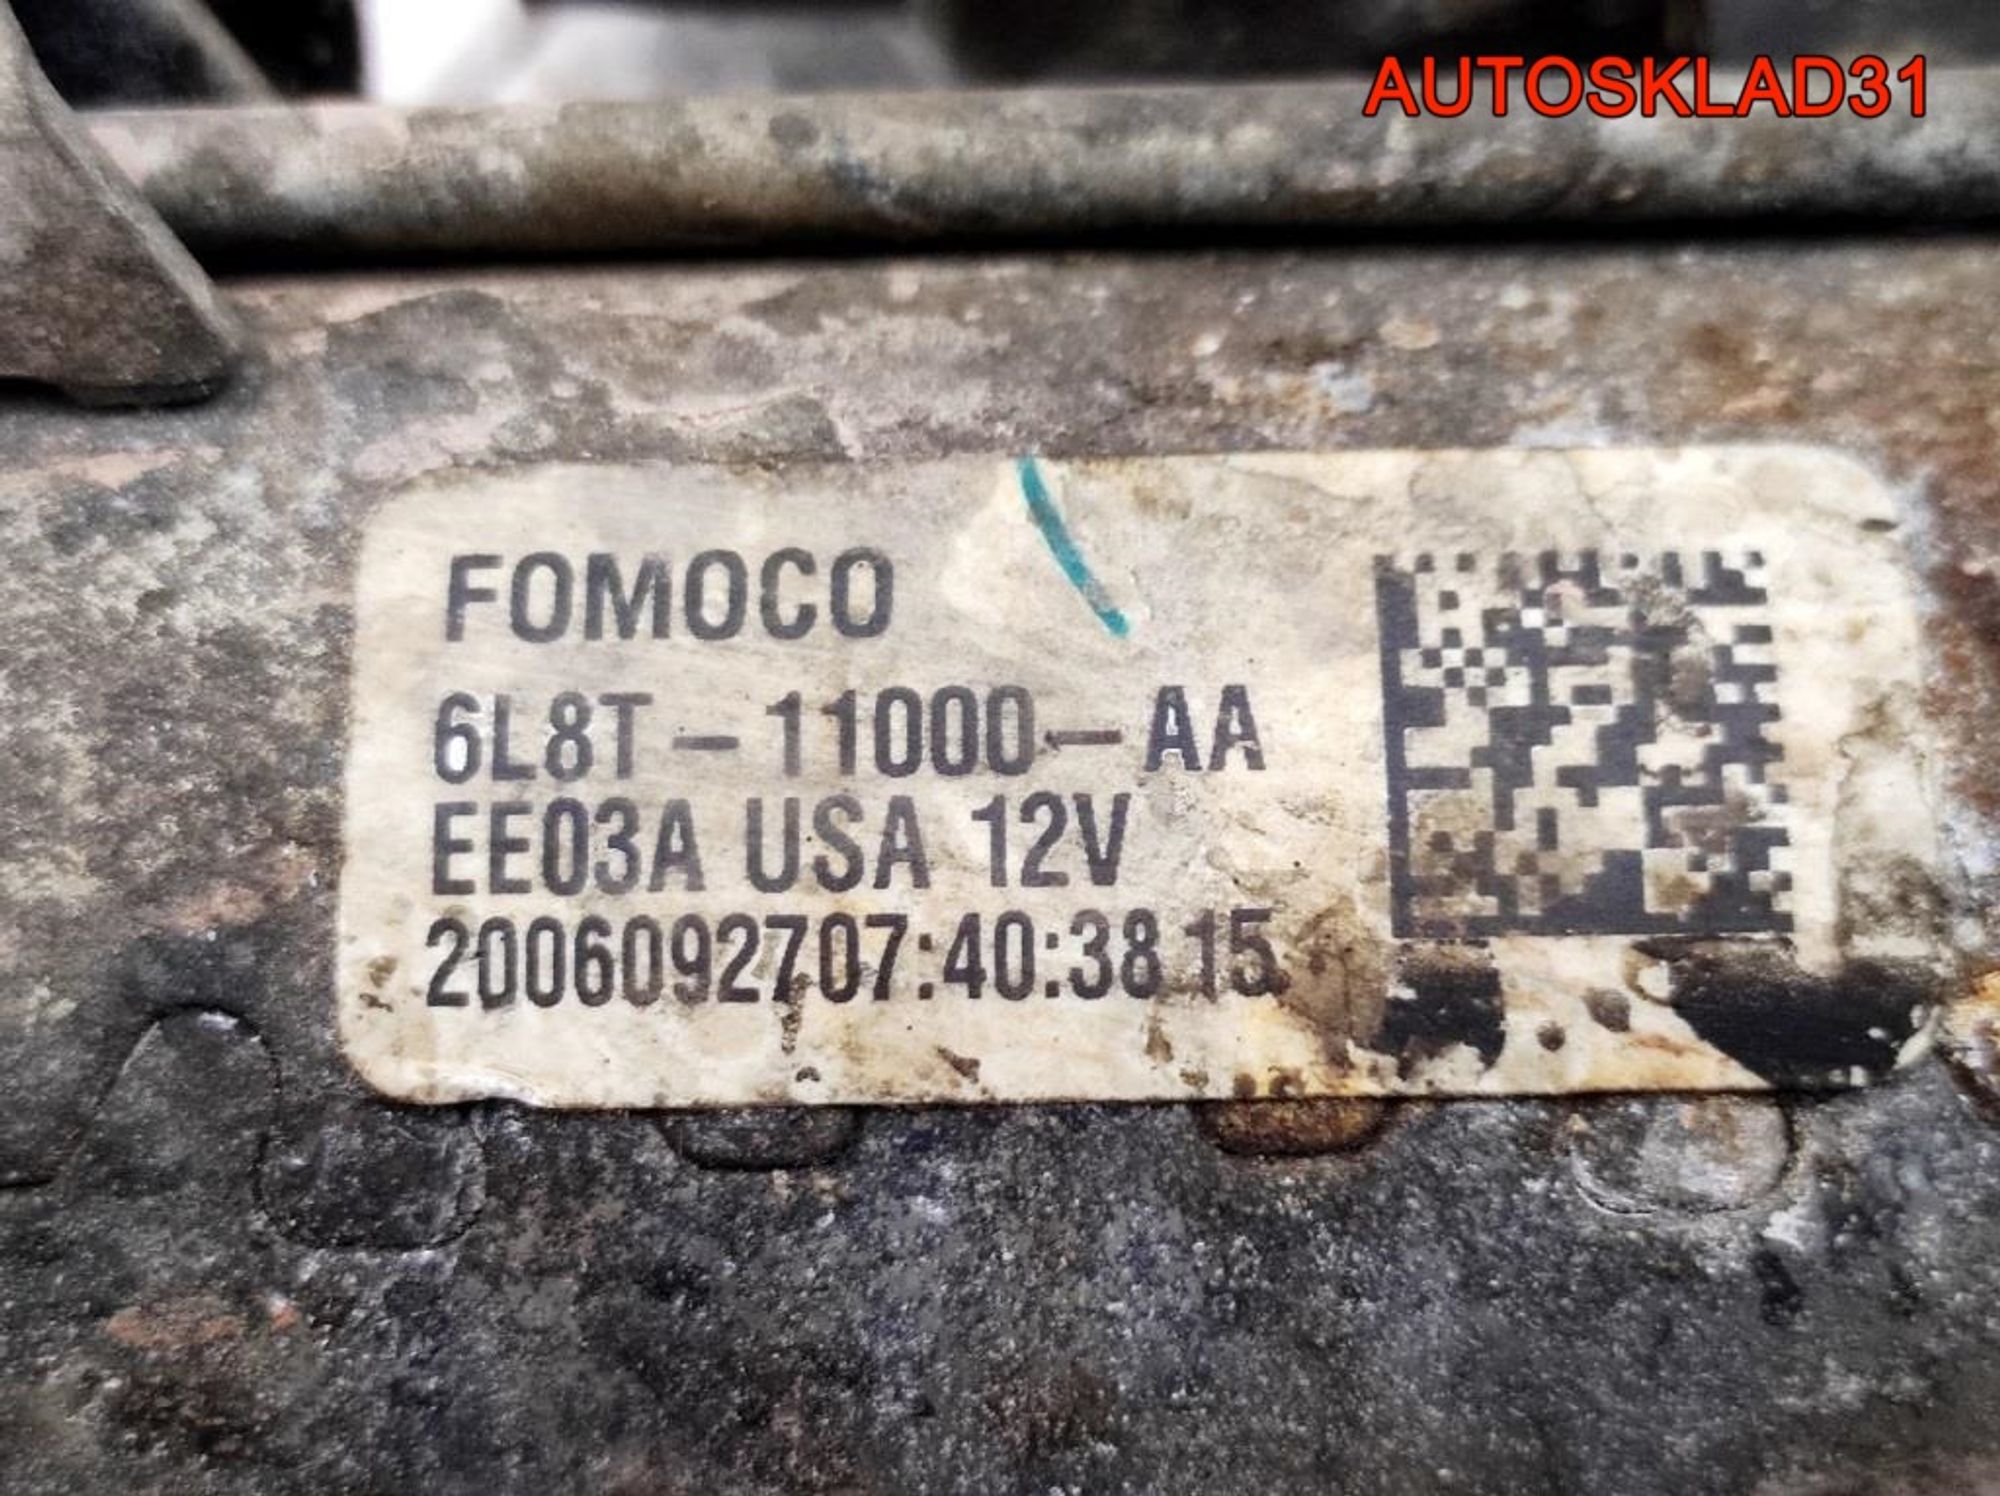 AUTOSKLAD31
FOMOCO
6L8T-11000-AA
EE03A USA 12V
2006092707:40:38 15